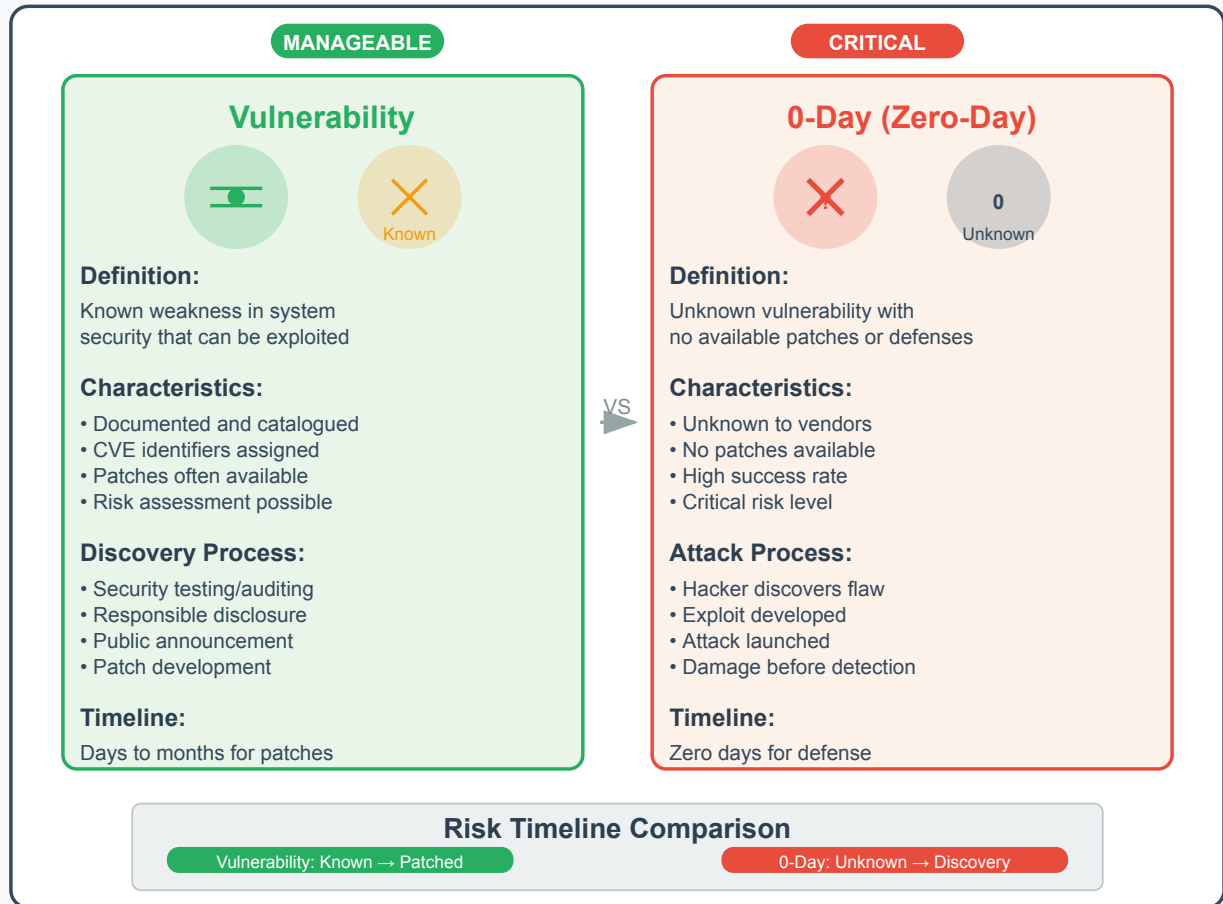 MANAGEABLE
CRITICAL
Vulnerability
Known
Definition:
Known weakness in system
security that can be exploited
Characteristics:
• Documented and catalogued
• CVE identifiers assigned
• Patches often available
• Risk assessment possible
Discovery Process:
• Security testing/auditing
• Responsible disclosure
• Public announcement
• Patch development
Timeline:
Days to months for patches
VS
0-Day (Zero-Day)
0
Unknown
Definition:
Unknown vulnerability with
no available patches or defenses
Characteristics:
• Unknown to vendors
• No patches available
• High success rate
• Critical risk level
Attack Process:
• Hacker discovers flaw
• Exploit developed
• Attack launched
• Damage before detection
Timeline:
Zero days for defense
Risk Timeline Comparison
Vulnerability: Known → Patched
0-Day: Unknown → Discovery